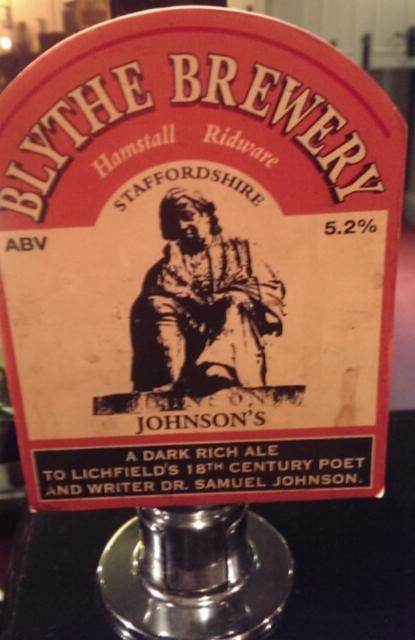 BLYTHE BREWERY
Hamstall Ridware
STAFFORDSHIRE
ABV 5.2%
JOHNSON'S
A DARK RICH ALE
TO LICHFIELD'S 18TH CENTURY POET
AND WRITER DR. SAMUEL JOHNSON.